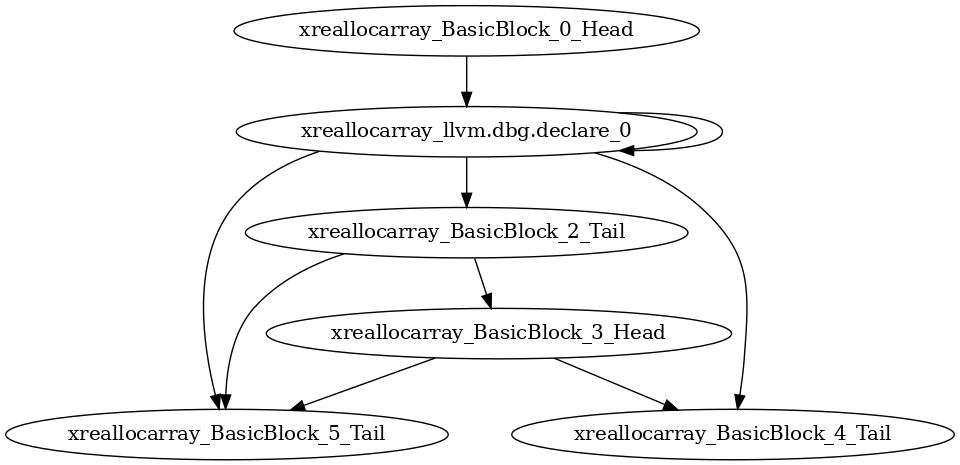 xreallocarray_BasicBlock_0_Head
xreallocarray_llvm.dbg.declare_0
xreallocarray_BasicBlock_2_Tail
xreallocarray_BasicBlock_3_Head
xreallocarray_BasicBlock_5_Tail
xreallocarray_BasicBlock_4_Tail